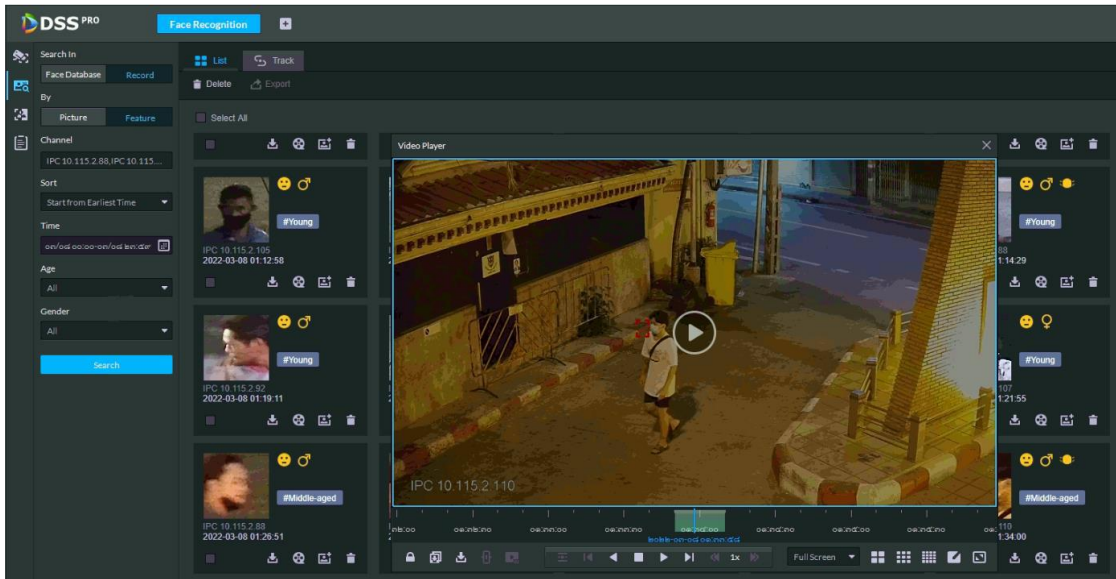 DSS PRO
Face Recognition
Search In
Face Database Record
By
Picture Feature
Channel
IPC 10.115.2.88,IPC 10.115....
Sort
Start from Earliest Time
Time
Age
All
Gender
All
Search
List
Track
Delete
Export
Select All
#Young
IPC 10.115.2.105
2022-03-08 01:12:58
#Young
IPC 10.115.2.92
2022-03-08 01:19:11
#Middle-aged
IPC 10.115.2.88
2022-03-08 01:26:51
Video Player
IPC 10.115.2.110
1x
Full Screen
#Young
88
1:14:29
#Young
107
1:21:55
#Middle-aged
110
1:34:00